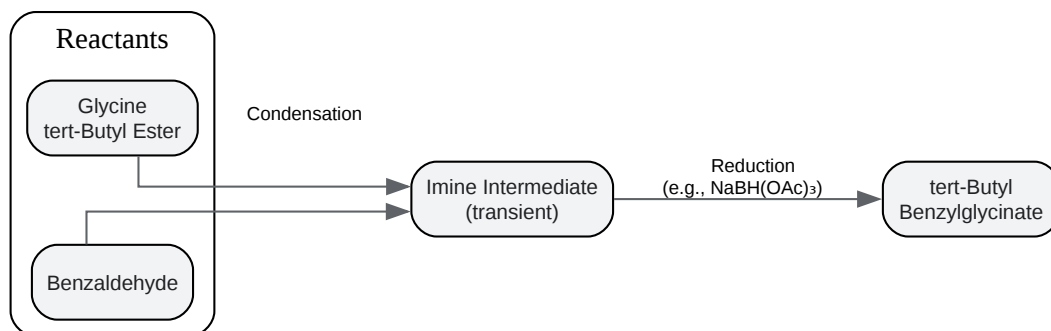 Reactants
Glycine
tert-Butyl Ester
Condensation
Benzaldehyde
Imine Intermediate
(transient)
Reduction
(e.g., NaBH(OAc)₃)
tert-Butyl
Benzylglycinate